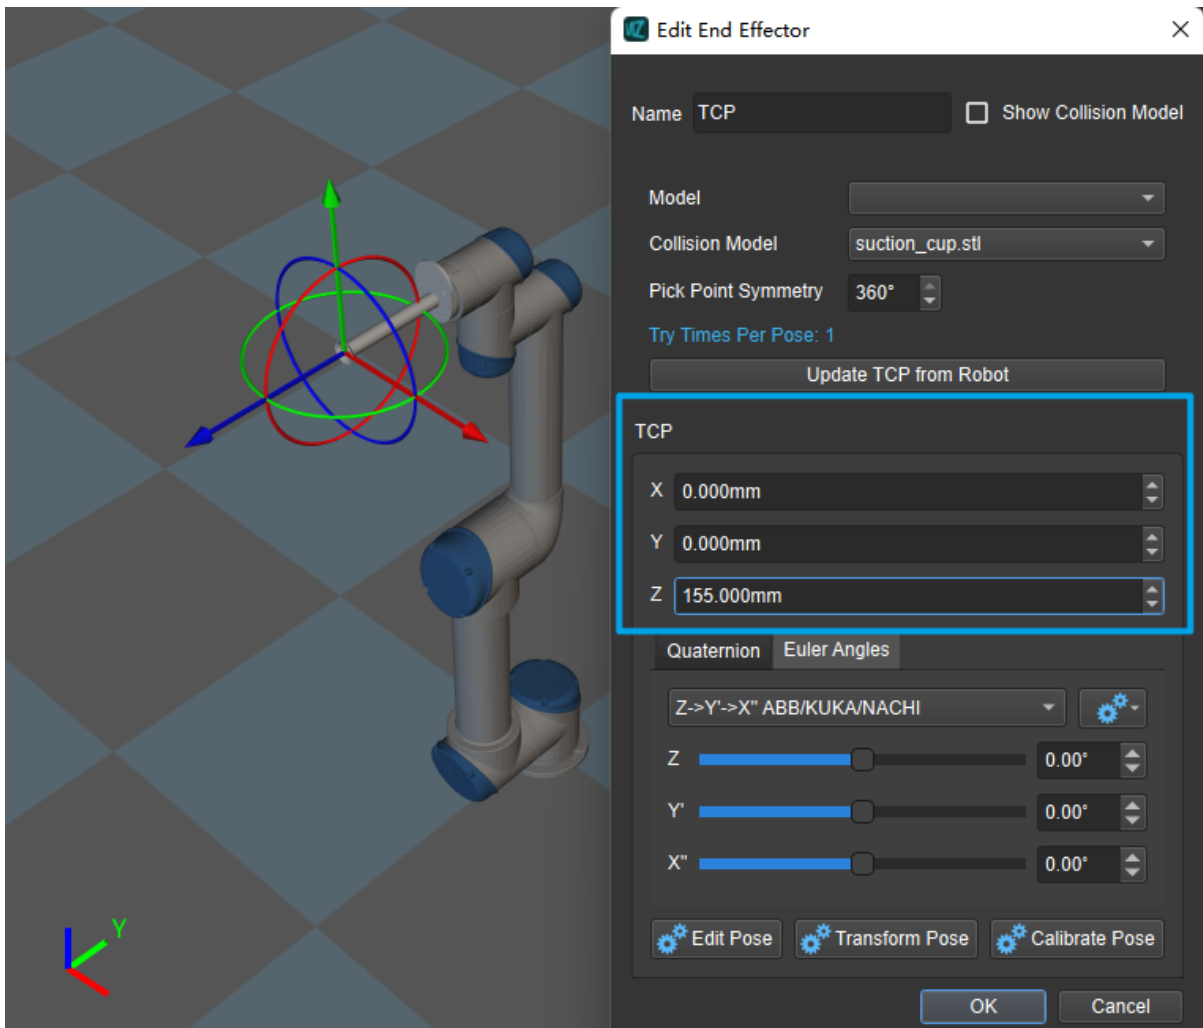 Edit End Effector
Name TCP Show Collision Model
Model
Collision Model suction_cup.stl
Pick Point Symmetry 360°
Try Times Per Pose: 1
Update TCP from Robot
TCP
X 0.000mm
Y 0.000mm
Z 155.000mm
Quaternion Euler Angles
Z->Y'->X'' ABB/KUKA/NACHI
Z 0.00°
Y' 0.00°
X'' 0.00°
Edit Pose Transform Pose Calibrate Pose
OK Cancel
Y